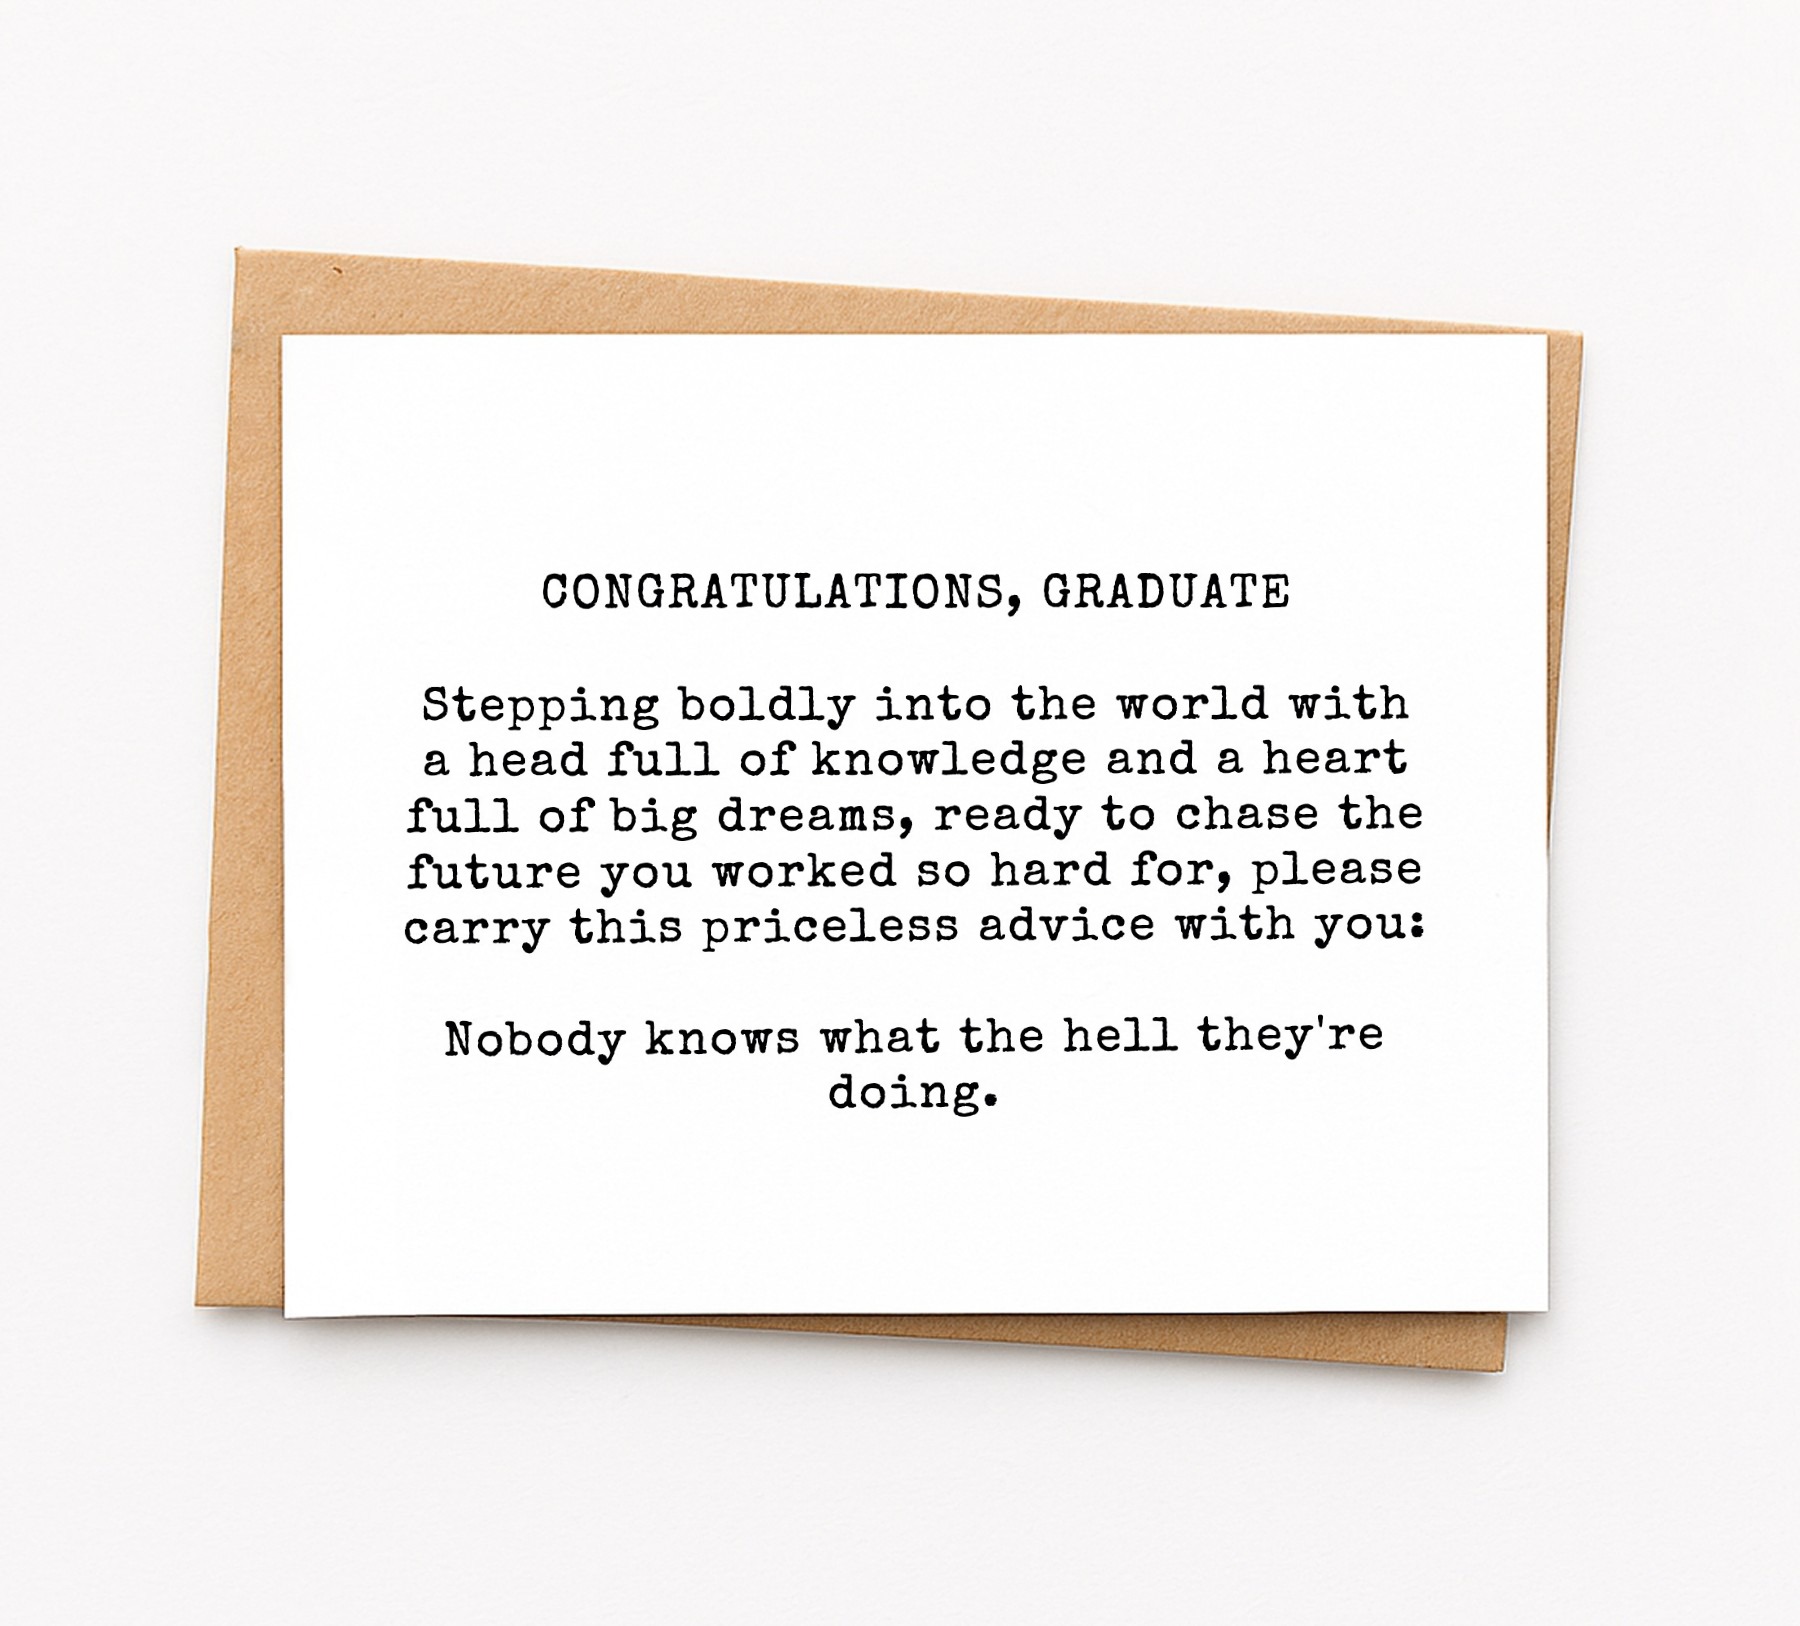 CONGRATULATIONS, GRADUATE
Stepping boldly into the world with
a head full of knowledge and a heart
full of big dreams, ready to chase the
future you worked so hard for, please
carry this priceless advice with you:
Nobody knows what the hell they're
doing.